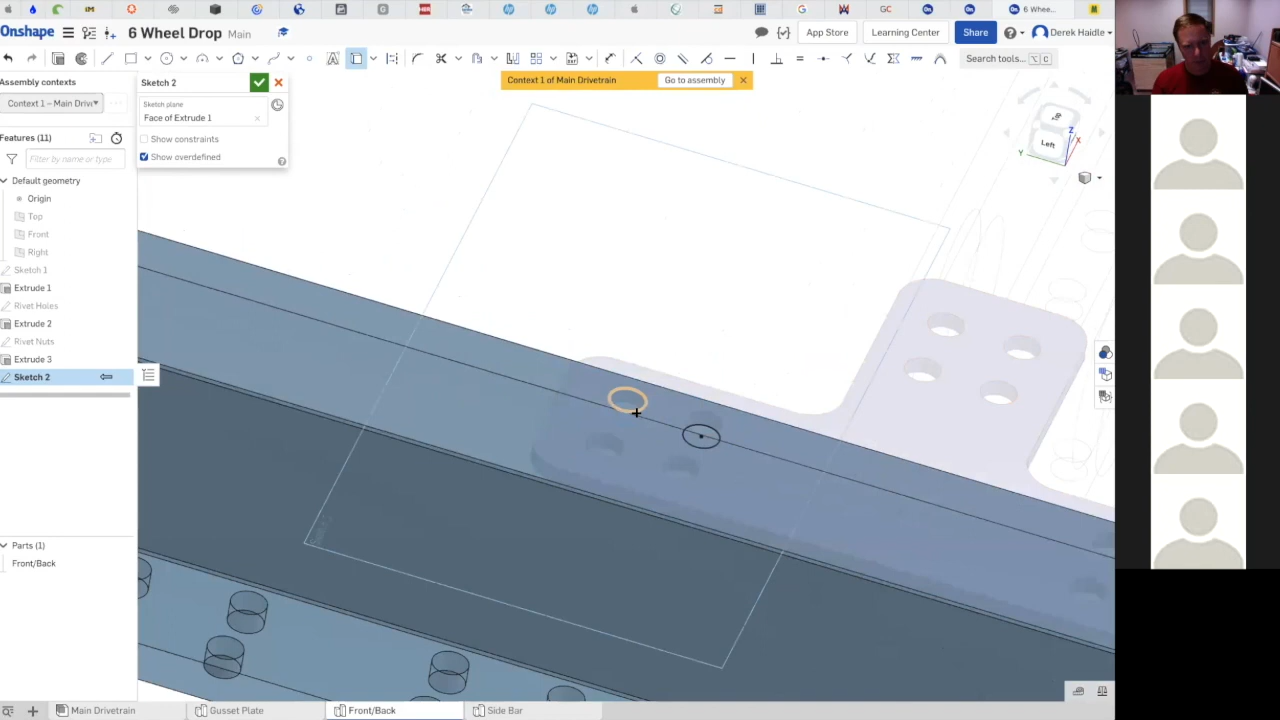 Onshape
6 Wheel Drop Main
App Store
Learning Center
Share
Derek Haidle
Search tools... ⌥ C
Assembly contexts
Context 1 – Main Driv
Features (11)
Filter by name or type
Default geometry
Origin
Top
Front
Right
Sketch 1
Extrude 1
Rivet Holes
Extrude 2
Rivet Nuts
Extrude 3
Sketch 2
Parts (1)
Front/Back
Sketch 2
Sketch plane
Face of Extrude 1
Show constraints
Show overdefined
Context 1 of Main Drivetrain
Go to assembly
Left
Z
X
Y
Main Drivetrain
Gusset Plate
Front/Back
Side Bar
6 Whe...
GC